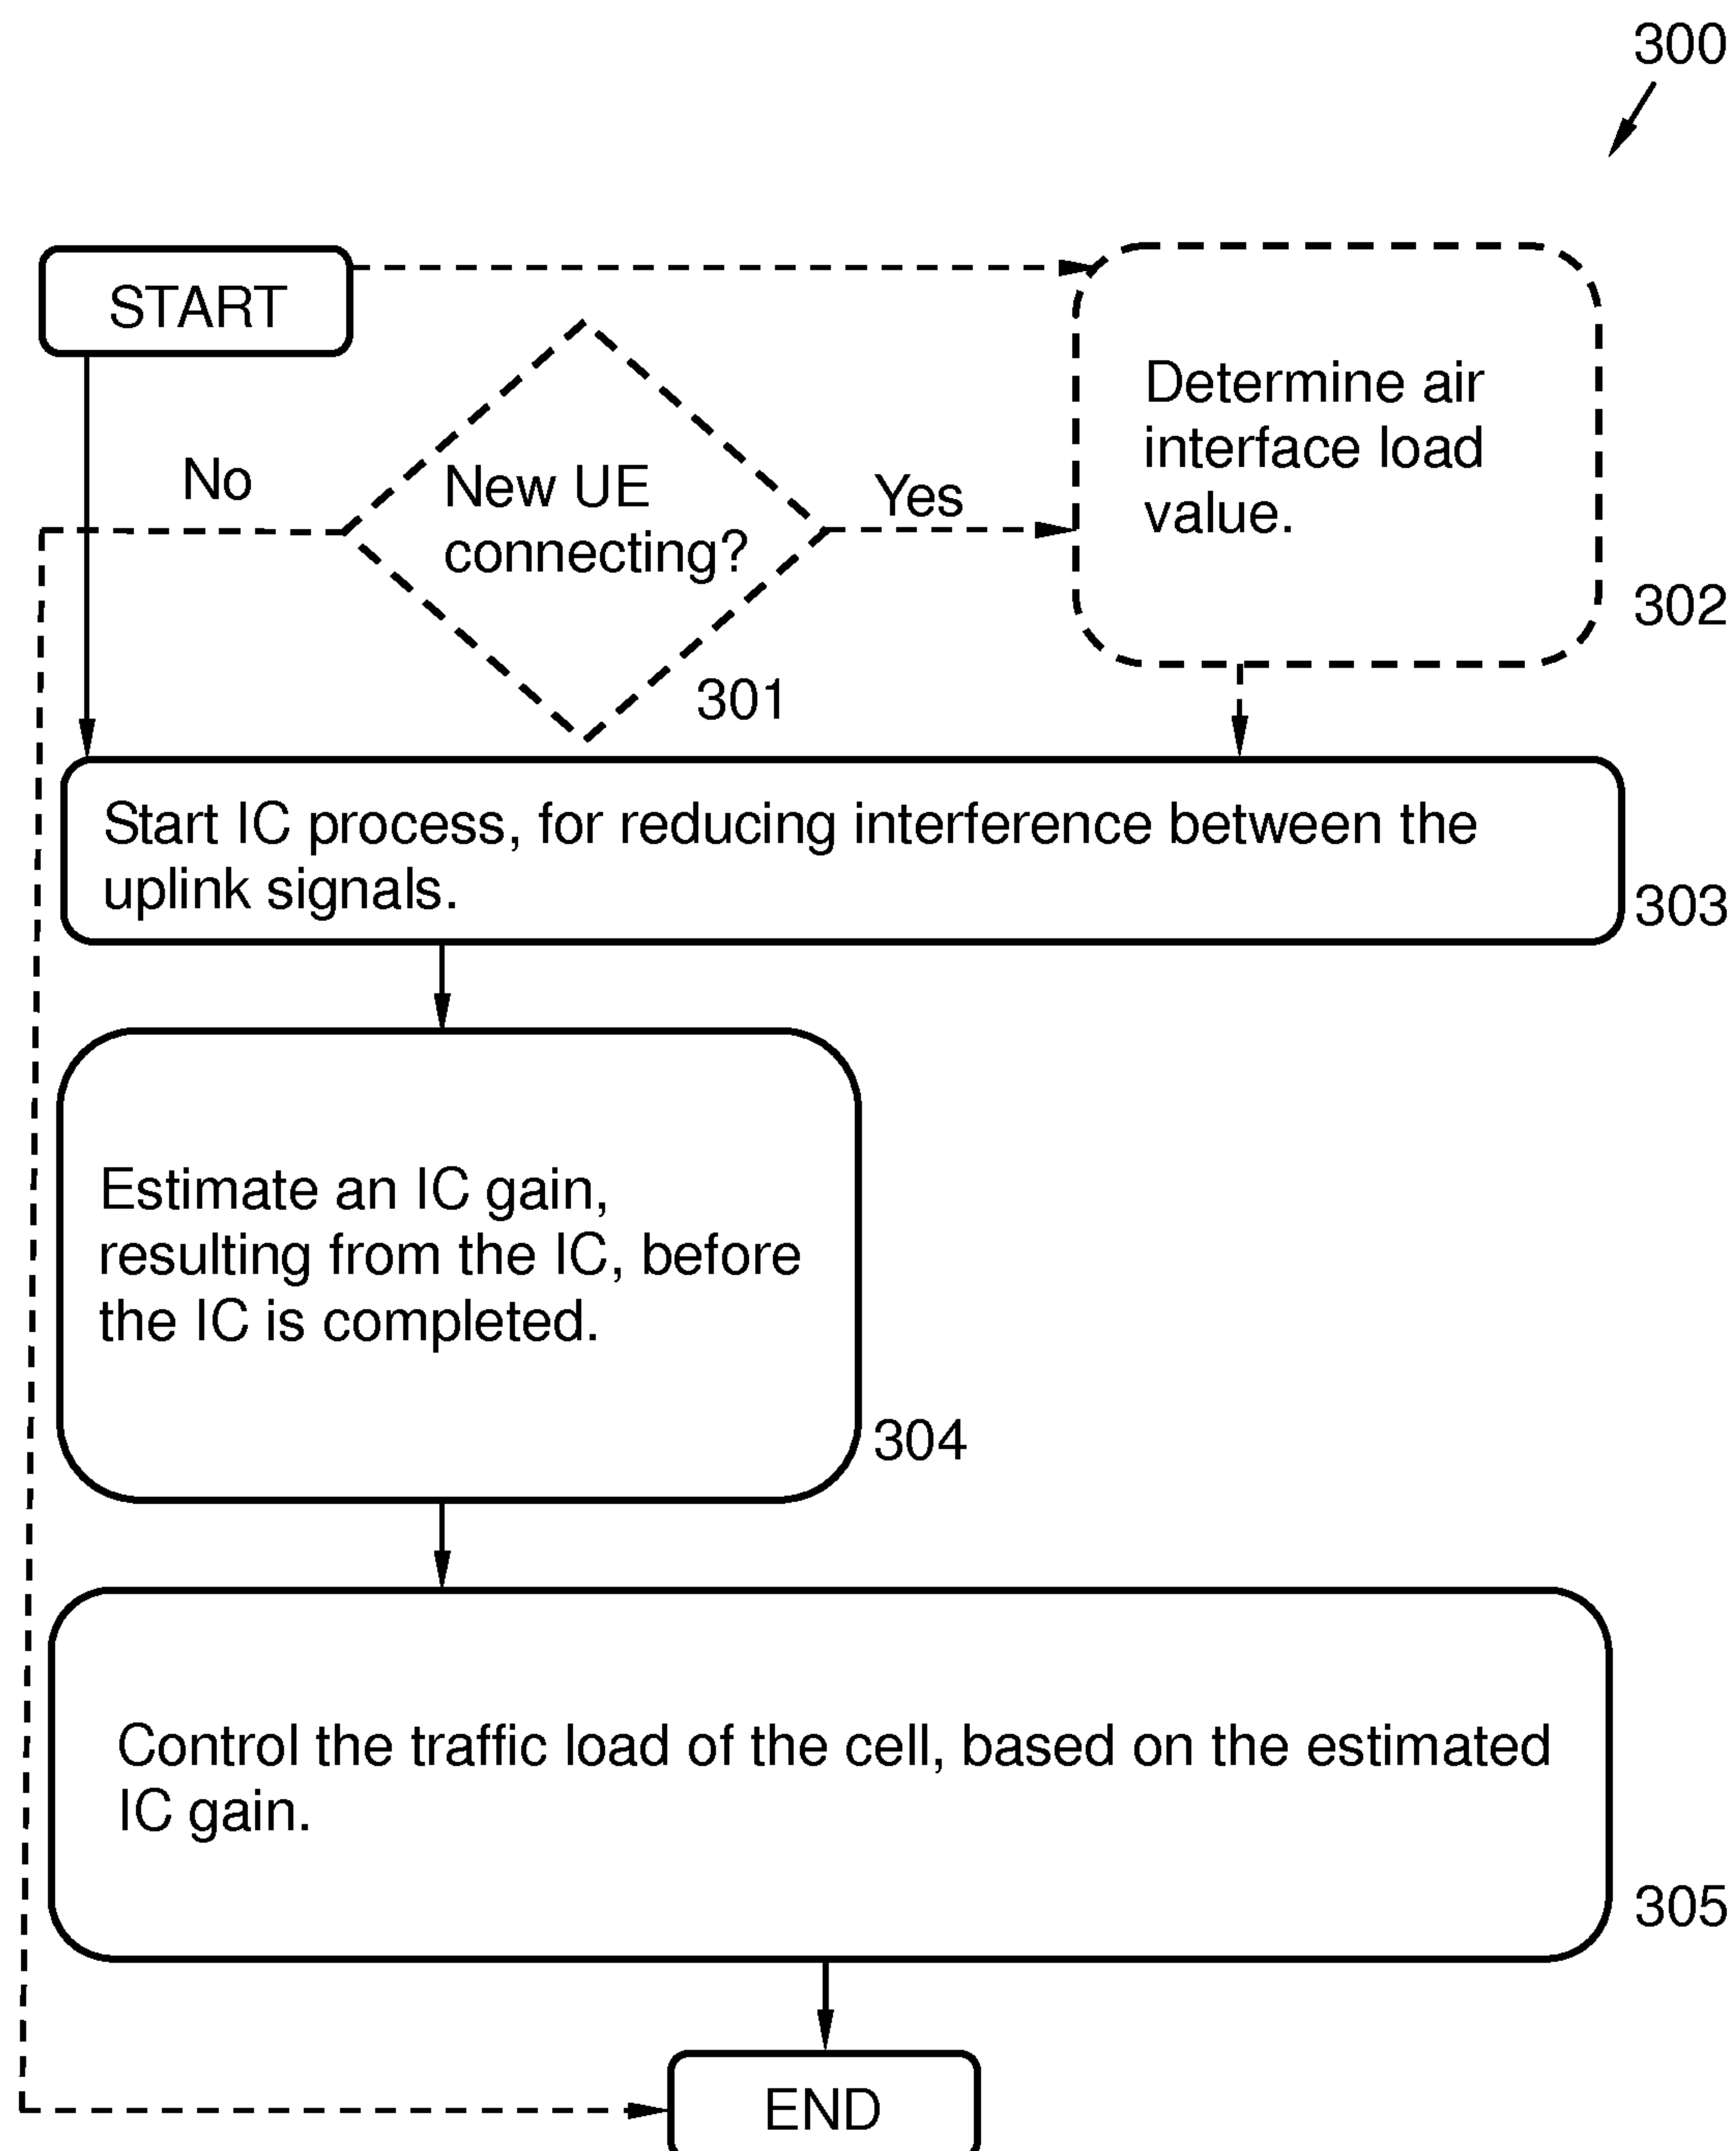 300
START
No
New UE
connecting?
Yes
301
Determine air
interface load
value.
302
Start IC process, for reducing interference between the
uplink signals.
303
Estimate an IC gain,
resulting from the IC, before
the IC is completed.
304
Control the traffic load of the cell, based on the estimated
IC gain.
305
END